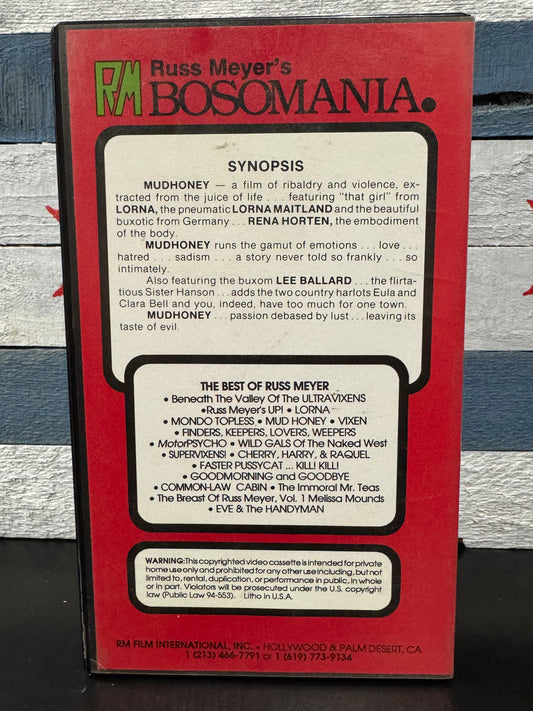 RM Russ Meyer's
BOSOMANIA.
SYNOPSIS
MUDHONEY — a film of ribaldry and violence, ex-
tracted from the juice of life . . . featuring "that girl" from
LORNA, the pneumatic LORNA MAITLAND and the beautiful
buxotic from Germany . . . RENA HORTEN, the embodiment
of the body.
MUDHONEY runs the gamut of emotions . . . love . . .
hatred . . . sadism . . . a story never told so frankly . . . so
intimately.
Also featuring the buxom LEE BALLARD . . . the flirta-
tious Sister Hanson . . . adds the two country harlots Eula and
Clara Bell and you, indeed, have too much for one town.
MUDHONEY . . . passion debased by lust . . . leaving its
taste of evil.
THE BEST OF RUSS MEYER
• Beneath The Valley Of The ULTRAVIXENS
• Russ Meyer's UP! • LORNA
• MONDO TOPLESS • MUD HONEY • VIXEN
• FINDERS, KEEPERS, LOVERS, WEEPERS
• MotorPSYCHO • WILD GALS Of The Naked West
• SUPERVIXENS! • CHERRY, HARRY, & RAQUEL
• FASTER PUSSYCAT ... KILL! KILL!
• GOODMORNING and GOODBYE
• COMMON-LAW CABIN • The Immoral Mr. Teas
• The Breast Of Russ Meyer, Vol. 1 Melissa Mounds
• EVE & The HANDYMAN
WARNING: This copyrighted video cassette is intended for private
home use only and prohibited for any other use including, but not
limited to, rental, duplication, or performance in public, in whole
or in part. Violators will be prosecuted under the U.S. copyright
law (Public Law 94-553). Litho in U.S.A.
RM FILM INTERNATIONAL, INC. • HOLLYWOOD & PALM DESERT, CA
1 (213) 466-7791 or 1 (619) 773-9134